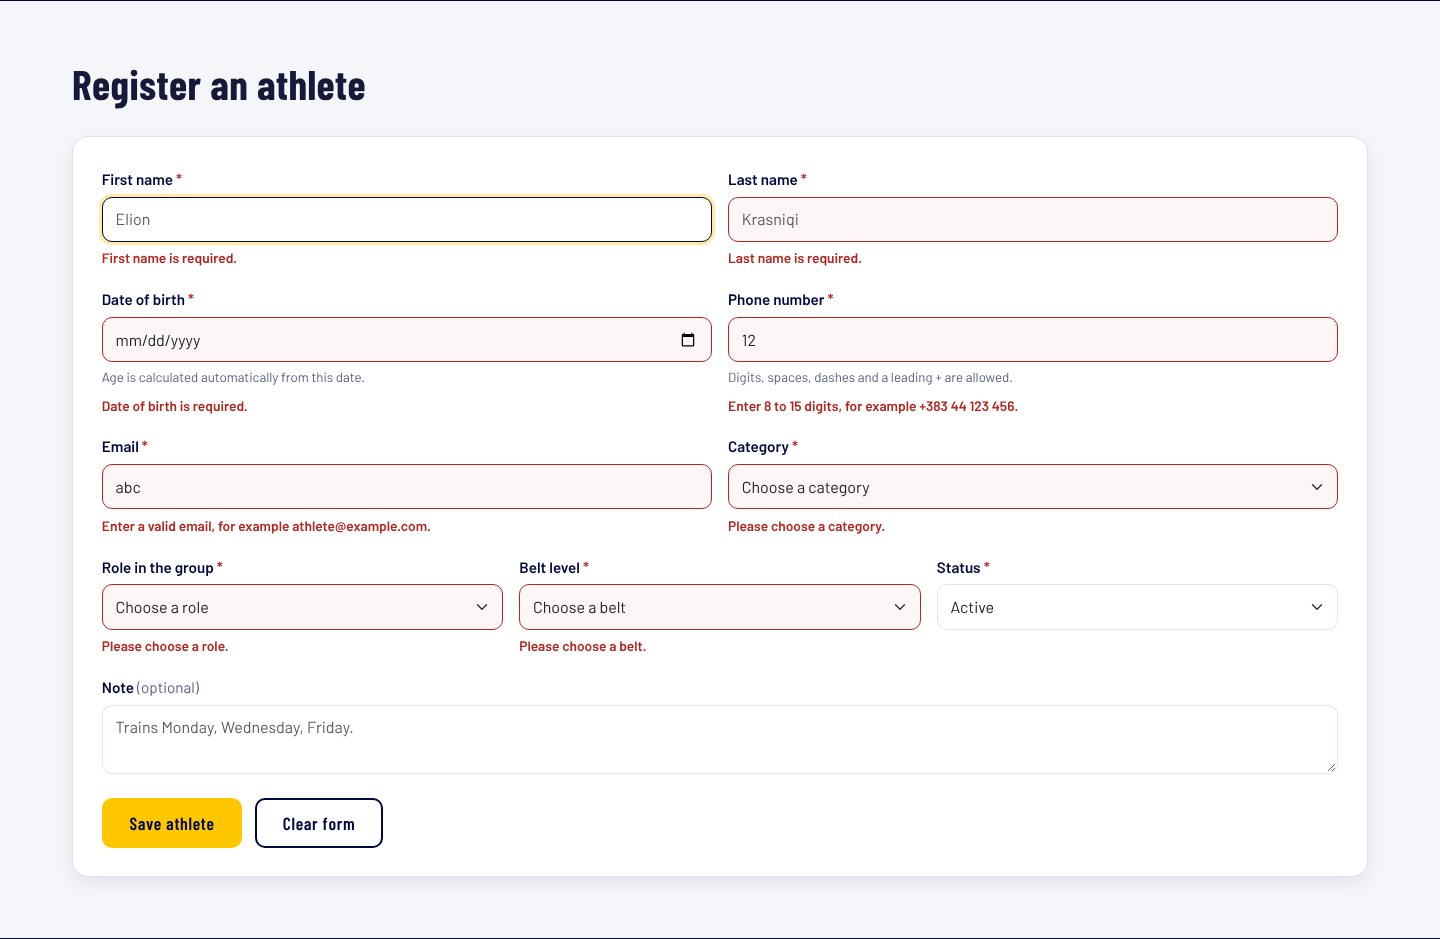 Register an athlete
First name *
Last name *
Elion
Krasniqi
First name is required.
Last name is required.
Date of birth *
Phone number *
mm/dd/yyyy
12
Age is calculated automatically from this date.
Digits, spaces, dashes and a leading + are allowed.
Date of birth is required.
Enter 8 to 15 digits, for example +383 44 123 456.
Email *
Category *
abc
Choose a category
Enter a valid email, for example athlete@example.com.
Please choose a category.
Role in the group *
Belt level *
Status *
Choose a role
Choose a belt
Active
Please choose a role.
Please choose a belt.
Note (optional)
Trains Monday, Wednesday, Friday.
Save athlete
Clear form